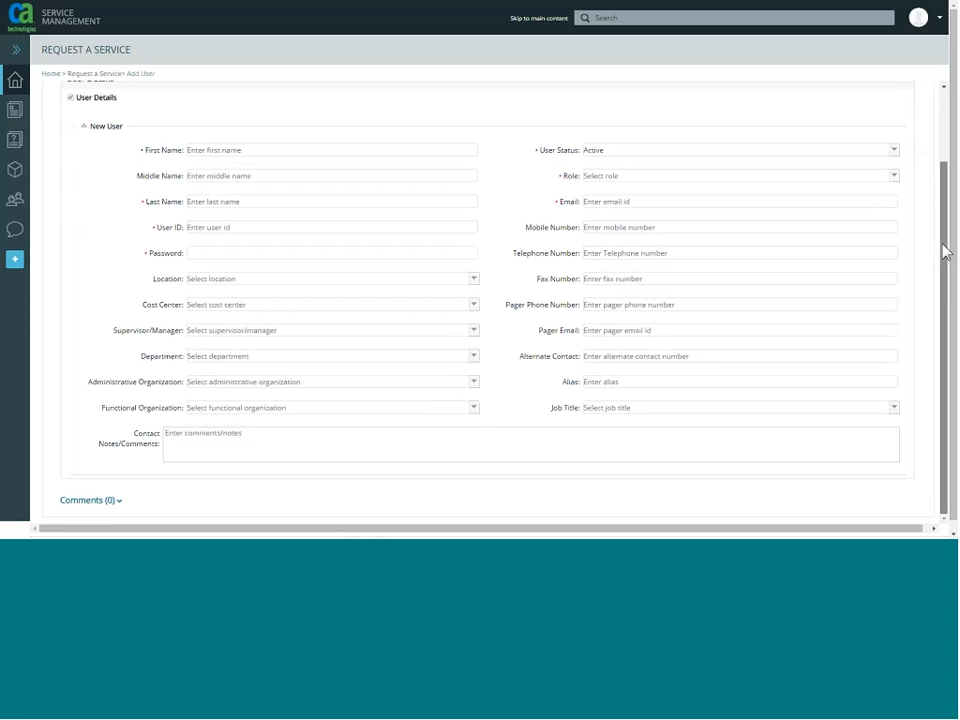 ca
technologies
SERVICE
MANAGEMENT
Skip to main content
Search
REQUEST A SERVICE
Home > Request a Service> Add User
User Details
User Details
New User
• First Name: Enter first name
• User Status: Active
Middle Name: Enter middle name
• Role: Select role
• Last Name: Enter last name
• Email: Enter email id
• User ID: Enter user id
Mobile Number: Enter mobile number
• Password:
Telephone Number: Enter Telephone number
Location: Select location
Fax Number: Enter fax number
Cost Center: Select cost center
Pager Phone Number: Enter pager phone number
Supervisor/Manager: Select supervisor/manager
Pager Email: Enter pager email id
Department: Select department
Alternate Contact: Enter alternate contact number
Administrative Organization: Select administrative organization
Alias: Enter alias
Functional Organization: Select functional organization
Job Title: Select job title
Contact
Notes/Comments:
Enter comments/notes
Comments (0)